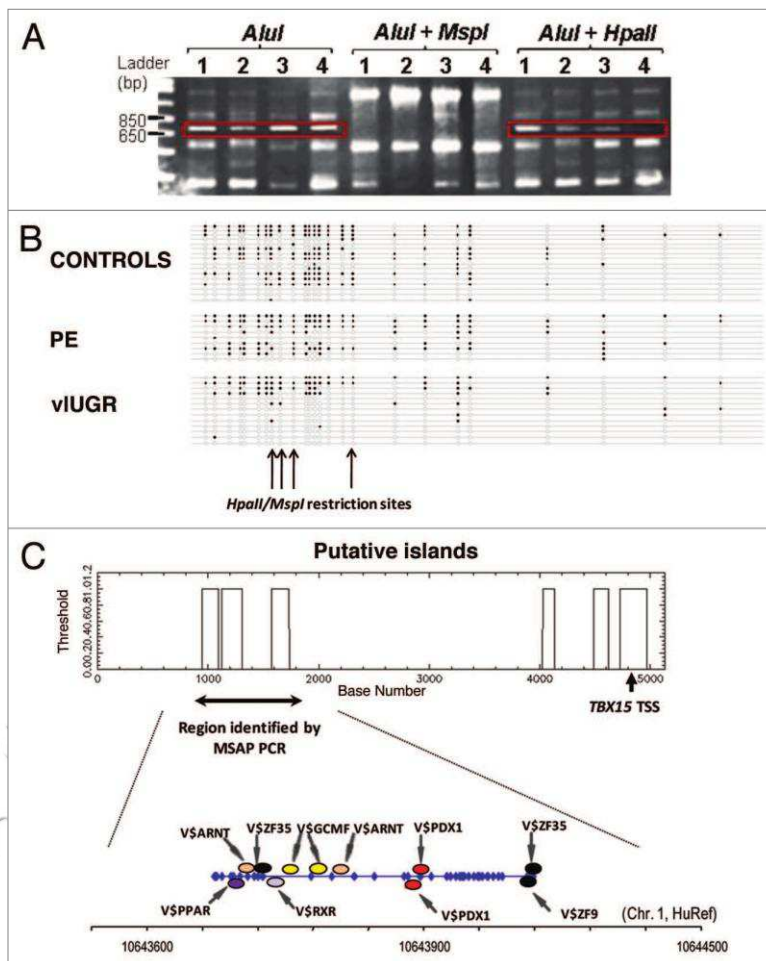 A
AluI
AluI + MspI
AluI + HpaII
Ladder
(bp)
1 2 3 4 1 2 3 4 1 2 3 4
850
650
B
CONTROLS
PE
vIUGR
HpaII/MspI restriction sites
C
Putative islands
Threshold
0.00.20.40.60.81.01.2
0 1000 2000 3000 4000 5000
Base Number
TBX15 TSS
Region identified by
MSAP PCR
V$ARNT V$ZF35 V$GCMF V$ARNT V$PDX1 V$ZF35
V$PPAR V$RXR V$PDX1 V$ZF9
(Chr. 1, HuRef)
10643600 10643900 10644500